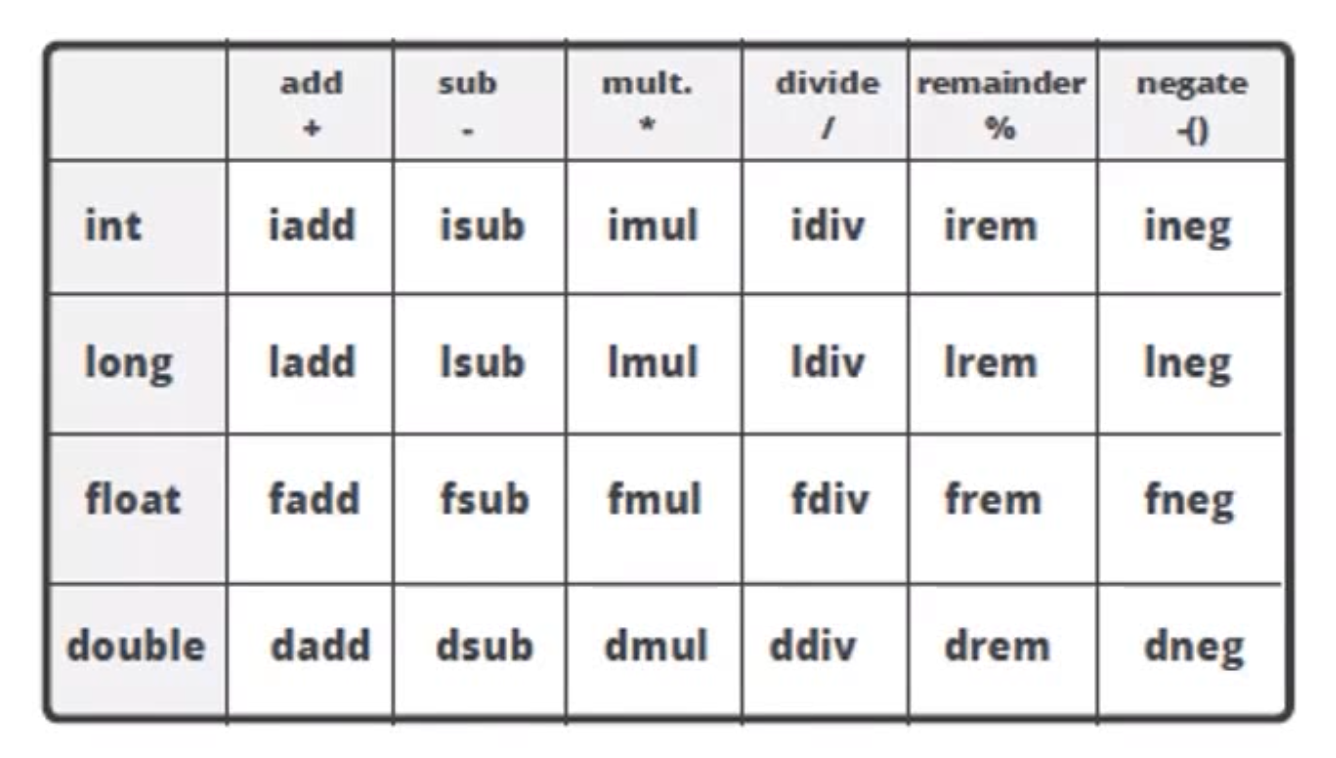 add sub mult. divide remainder negate
+ - * / % -()
int iadd isub imul idiv irem ineg
long ladd lsub lmul ldiv lrem lneg
float fadd fsub fmul fdiv frem fneg
double dadd dsub dmul ddiv drem dneg